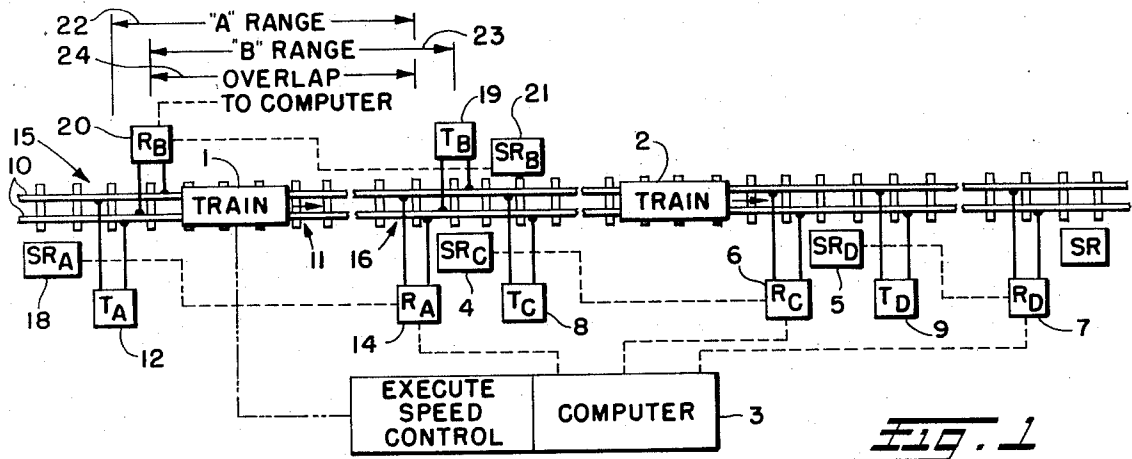 22 "A" RANGE
"B" RANGE 23
24 OVERLAP
TO COMPUTER
20 RB 19 TB 21 SRB
15 1 2
10 TRAIN TRAIN
11 16
SRA SRC 6 SRD SR
18 TA RA 4 TC RC 5 TD RD
12 14 8 9 7
EXECUTE SPEED CONTROL COMPUTER 3
Fig. 1